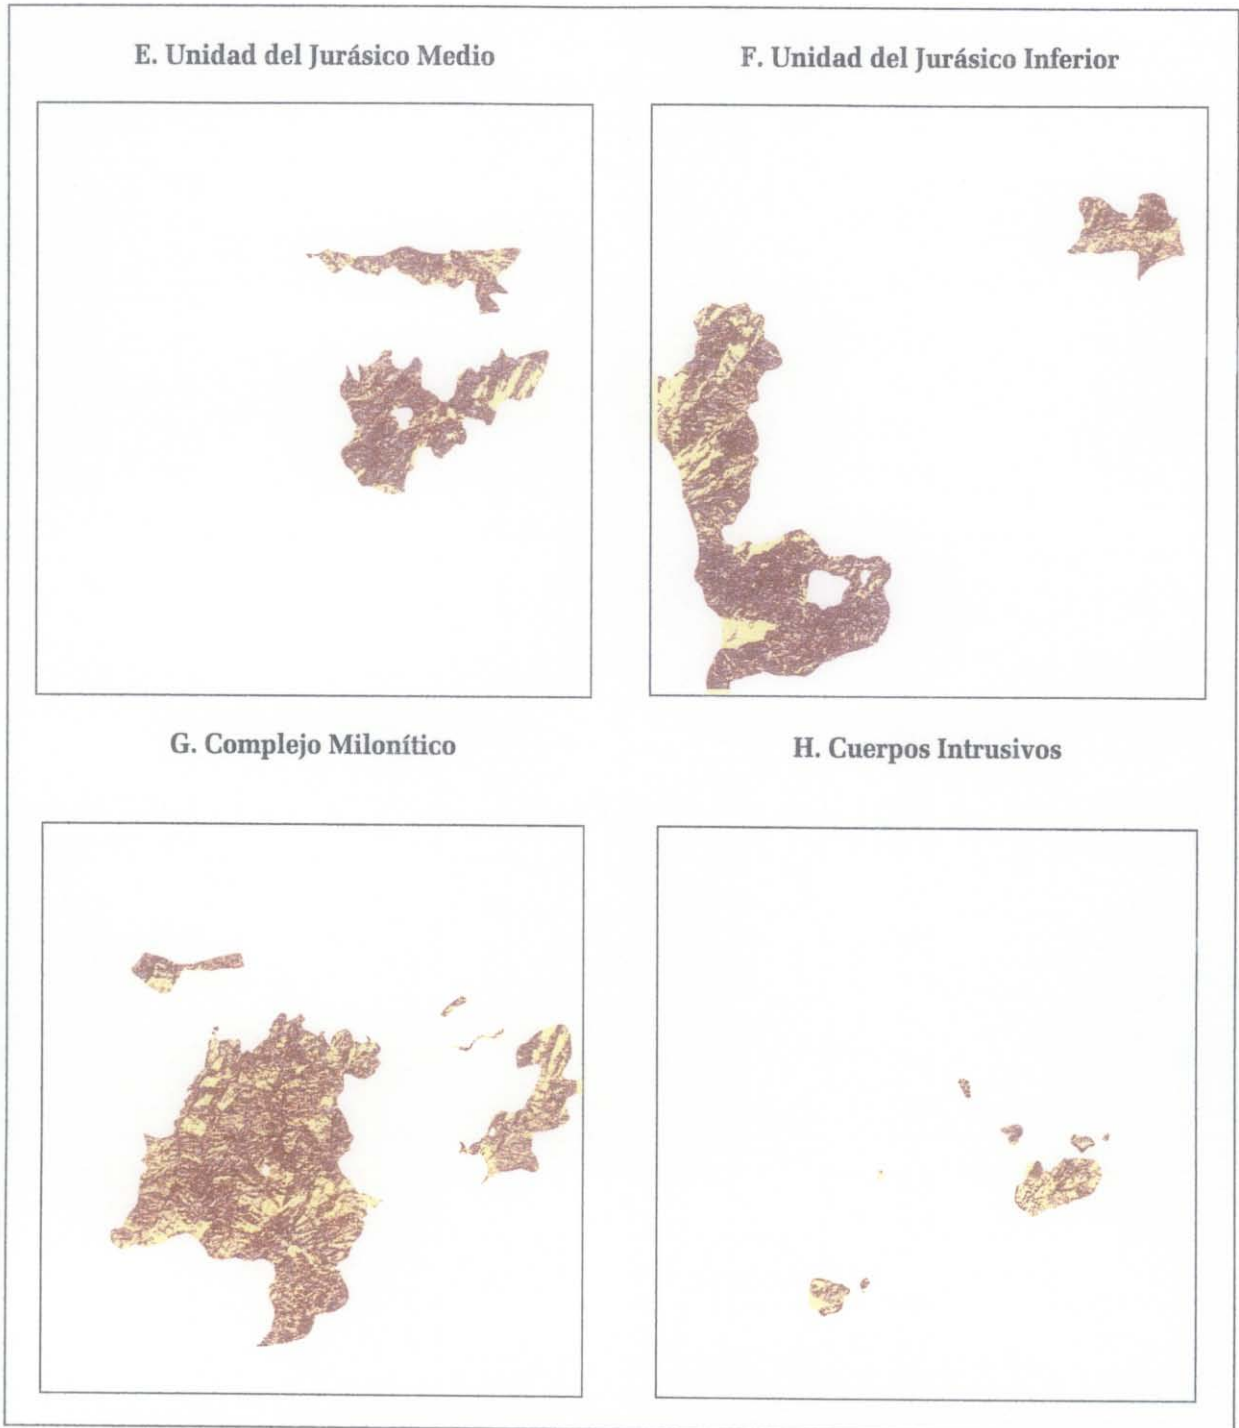 E. Unidad del Jurásico Medio
F. Unidad del Jurásico Inferior
G. Complejo Milonítico
H. Cuerpos Intrusivos